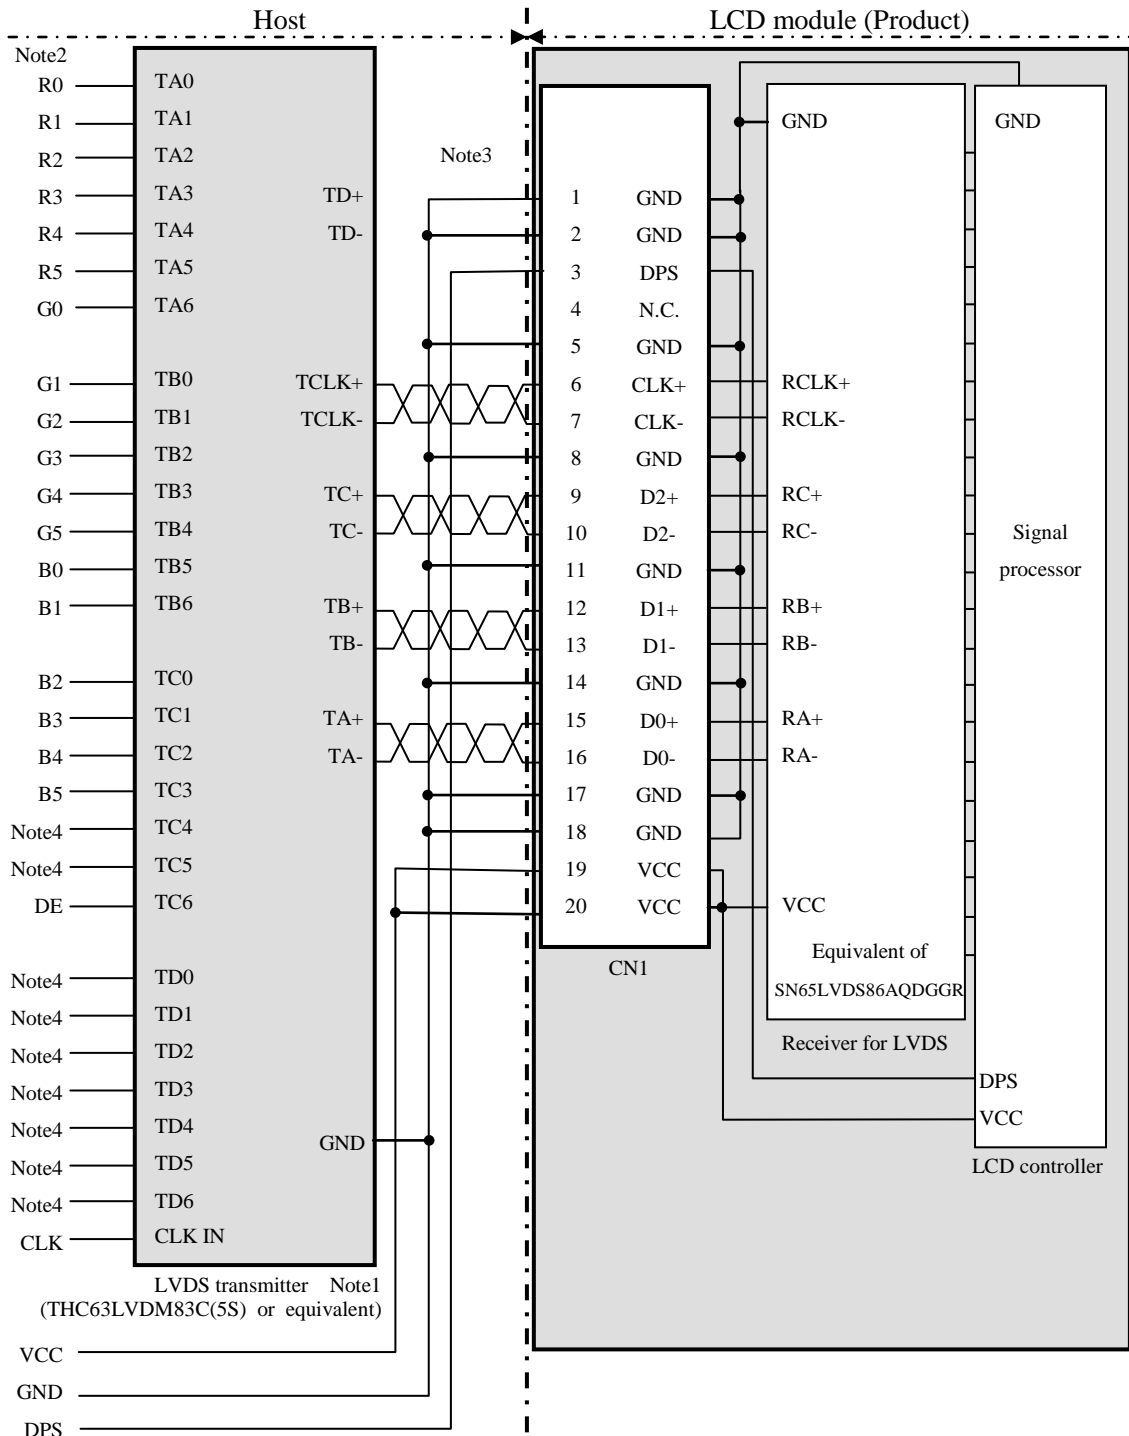 Host
LCD module (Product)
Note2
R0 TA0
R1 TA1
R2 TA2
R3 TA3
R4 TA4
R5 TA5
G0 TA6
G1 TB0
G2 TB1
G3 TB2
G4 TB3
G5 TB4
B0 TB5
B1 TB6
B2 TC0
B3 TC1
B4 TC2
B5 TC3
Note4 TC4
Note4 TC5
DE TC6
Note4 TD0
Note4 TD1
Note4 TD2
Note4 TD3
Note4 TD4
Note4 TD5
Note4 TD6
CLK CLK IN
TD+
TD-
TCLK+
TCLK-
TC+
TC-
TB+
TB-
TA+
TA-
GND
LVDS transmitter Note1
(THC63LVDM83C(5S) or equivalent)
VCC
GND
DPS
Note3
1 GND
2 GND
3 DPS
4 N.C.
5 GND
6 CLK+
7 CLK-
8 GND
9 D2+
10 D2-
11 GND
12 D1+
13 D1-
14 GND
15 D0+
16 D0-
17 GND
18 GND
19 VCC
20 VCC
CN1
GND
RCLK+
RCLK-
RC+
RC-
RB+
RB-
RA+
RA-
VCC
Equivalent of
SN65LVDS86AQDGGR
Receiver for LVDS
GND
Signal
processor
DPS
VCC
LCD controller